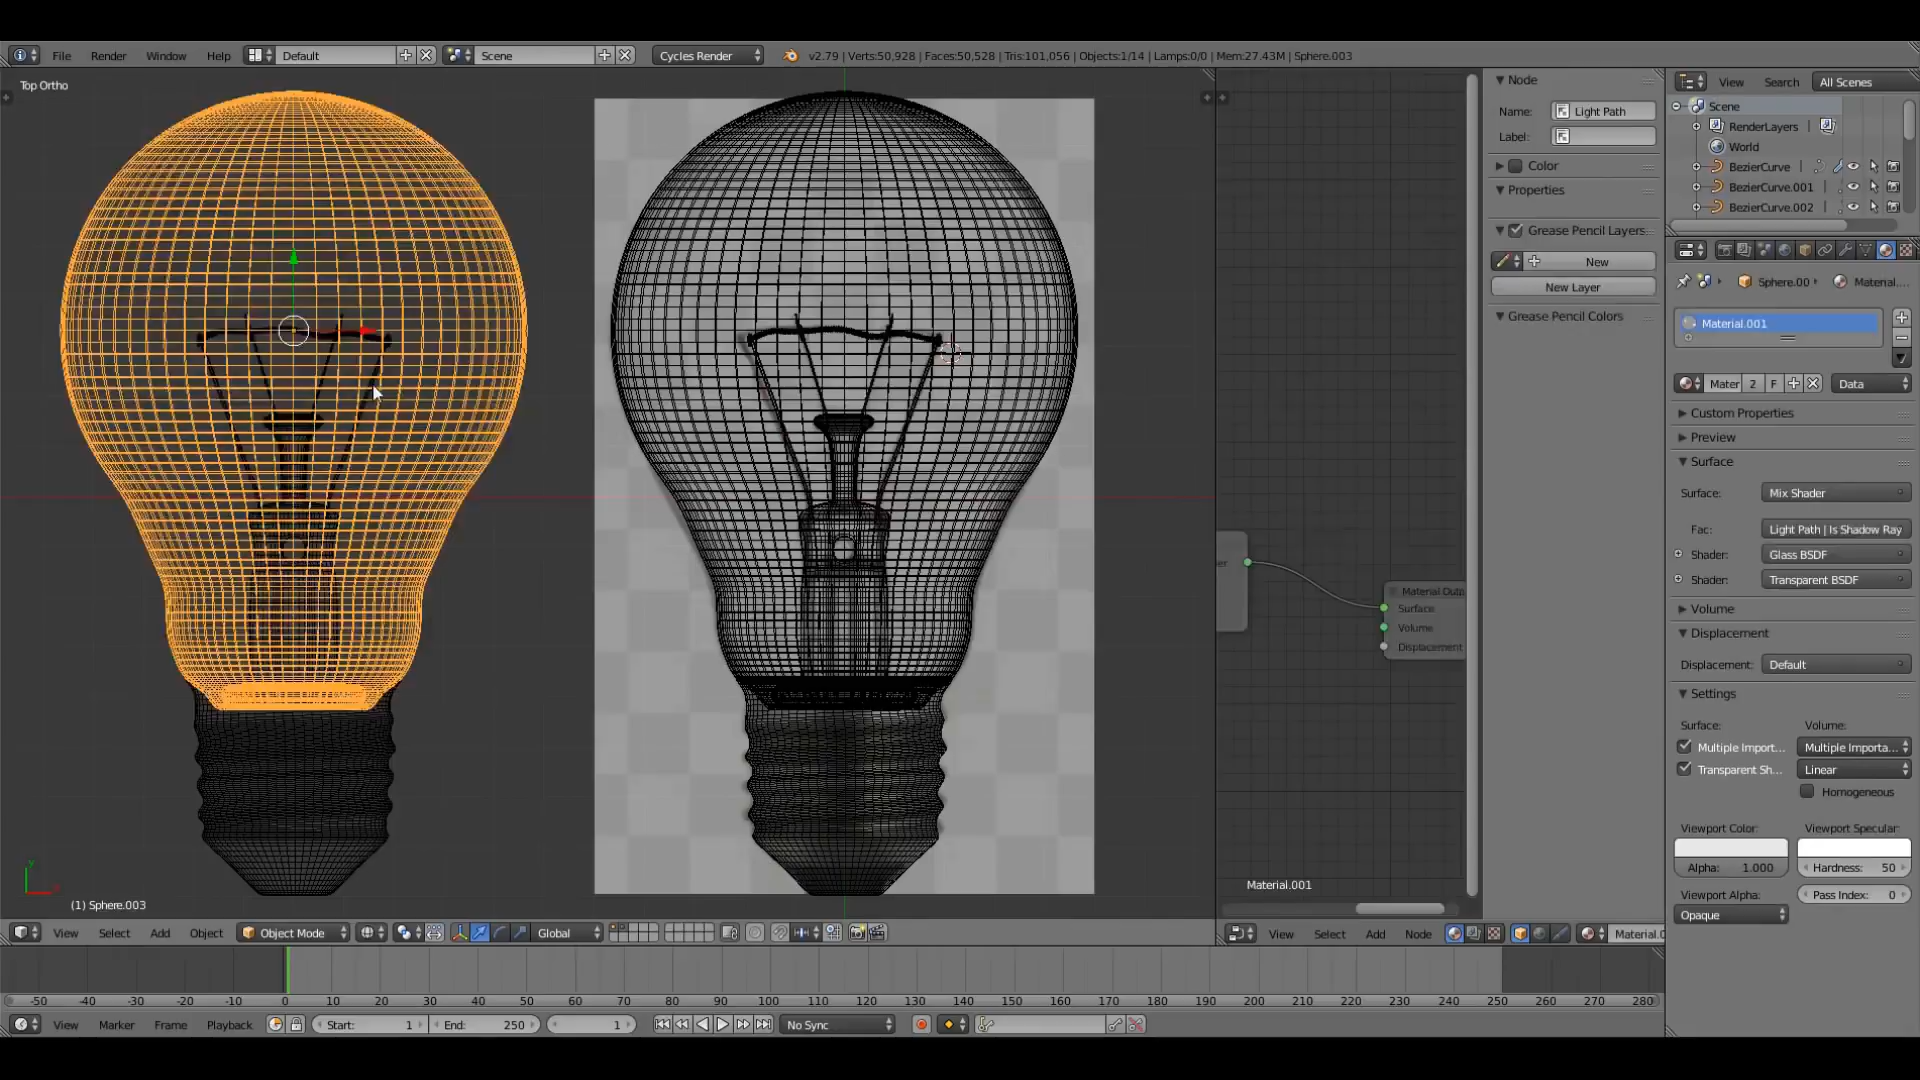 File Render Window Help Default Scene Cycles Render v2.79 | Verts:50,928 | Faces:50,528 | Tris:101,056 | Objects:1/14 | Lamps:0/0 | Mem:27.43M | Sphere.003
Top Ortho
(1) Sphere.003
View Select Add Object Object Mode Global
er
Material Outp
Surface
Volume
Displacement
Material.001
View Select Add Node Material.0
Node
Name: Light Path
Label:
Color
Properties
Grease Pencil Layers
New
New Layer
Grease Pencil Colors
View Search All Scenes
Scene
RenderLayers |
World
BezierCurve
BezierCurve.001
BezierCurve.002
Sphere.00 Material....
Material.001
Mater 2 F Data
Custom Properties
Preview
Surface
Surface: Mix Shader
Fac: Light Path | Is Shadow Ray
Shader: Glass BSDF
Shader: Transparent BSDF
Volume
Displacement
Displacement: Default
Settings
Surface: Volume:
Multiple Import... Multiple Importa...
Transparent Sh... Linear
Homogeneous
Viewport Color: Viewport Specular:
Alpha: 1.000 Hardness: 50
Viewport Alpha: Pass Index: 0
Opaque
-50 -40 -30 -20 -10 0 10 20 30 40 50 60 70 80 90 100 110 120 130 140 150 160 170 180 190 200 210 220 230 240 250 260 270 280
View Marker Frame Playback Start: 1 End: 250 1 No Sync